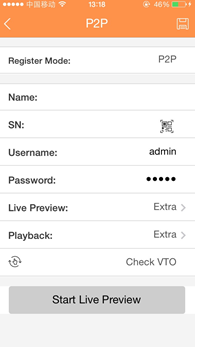 中国移动 13:18 46%
P2P
Register Mode: P2P
Name:
SN:
Username: admin
Password: •••••
Live Preview: Extra
Playback: Extra
Check VTO
Start Live Preview